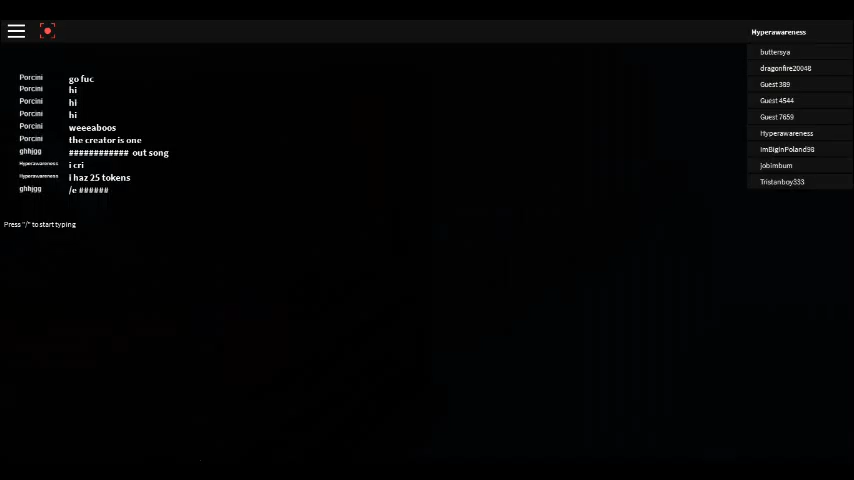 Hyperawareness
buttersya
dragonfire20048
Guest 389
Guest 4544
Guest 7659
Hyperawareness
ImBigInPoland98
jobimbum
Tristanboy333
Porcini go fuc
Porcini hi
Porcini hi
Porcini hi
Porcini weeeaboos
Porcini the creator is one
ghhjgg ############ out song
Hyperawareness i cri
Hyperawareness i haz 25 tokens
ghhjgg /e ######
Press "/" to start typing